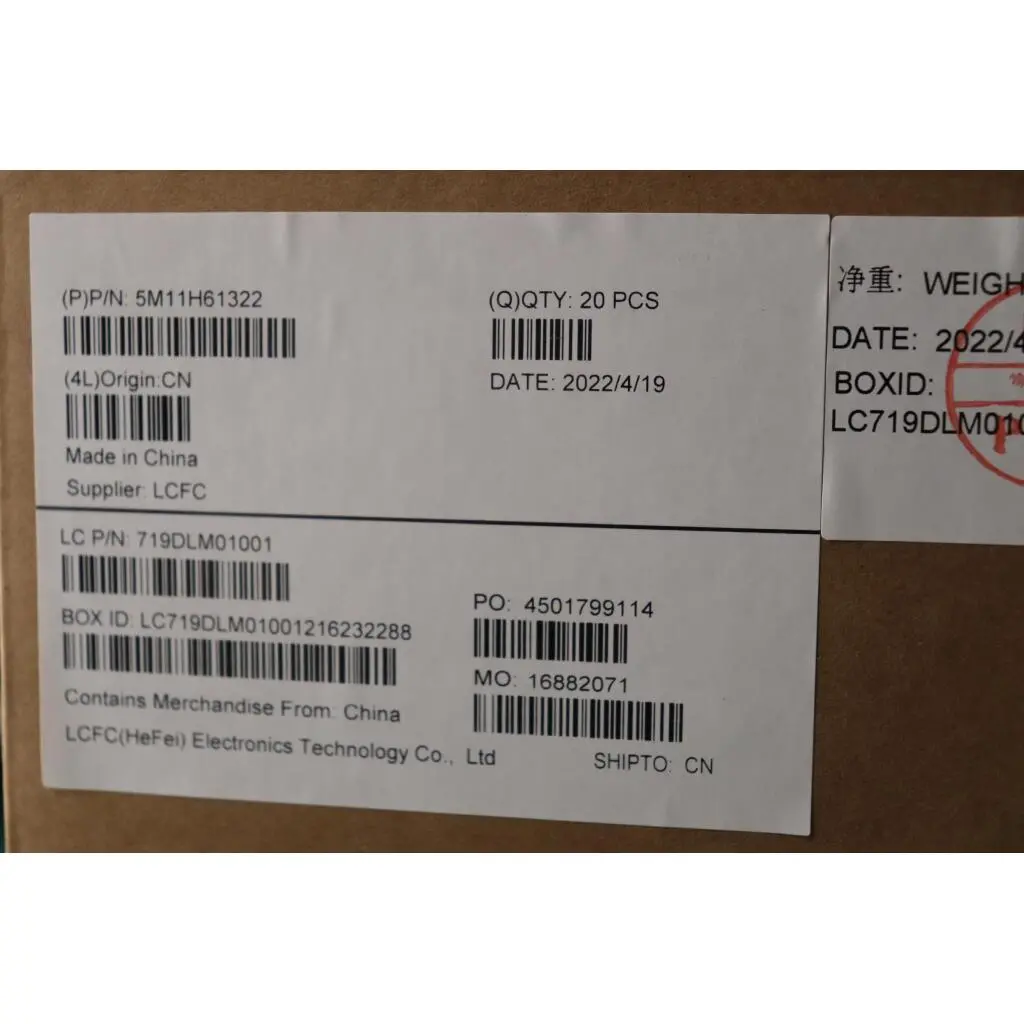 (P)P/N: 5M11H61322
(Q)QTY: 20 PCS
(4L)Origin:CN
DATE: 2022/4/19
Made in China
Supplier: LCFC
LC P/N: 719DLM01001
BOX ID: LC719DLM01001216232288
PO: 4501799114
MO: 16882071
Contains Merchandise From: China
LCFC(HeFei) Electronics Technology Co., Ltd
SHIPTO: CN
净重: WEIGH
DATE: 2022/4
BOXID:
LC719DLM010